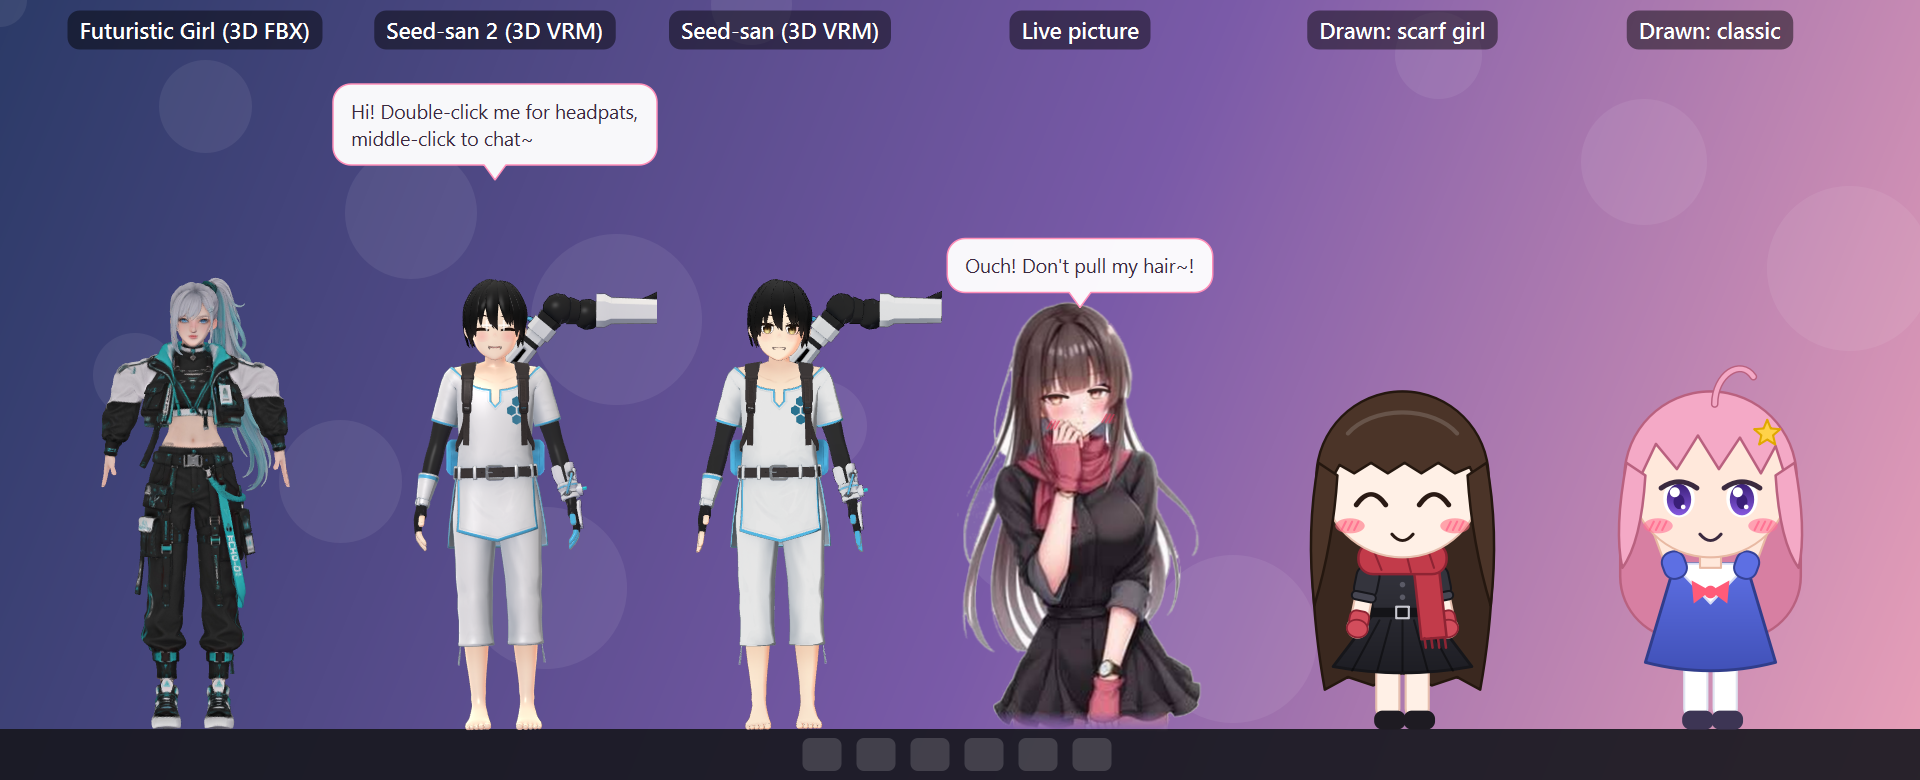 Futuristic Girl (3D FBX)
Seed-san 2 (3D VRM)
Seed-san (3D VRM)
Live picture
Drawn: scarf girl
Drawn: classic
Hi! Double-click me for headpats,
middle-click to chat~
Ouch! Don't pull my hair~!